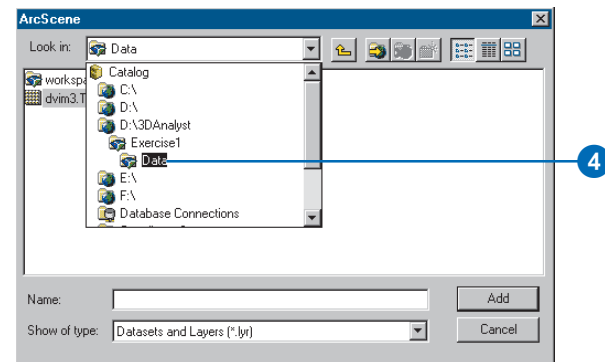 ArcScene
Look in: Data
Catalog
workspa
C:\
dvim3.T
D:\
D:\3DAnalyst
Exercise1
Data
4
E:\
F:\
Database Connections
Name:
Add
Show of type: Datasets and Layers (*.lyr)
Cancel